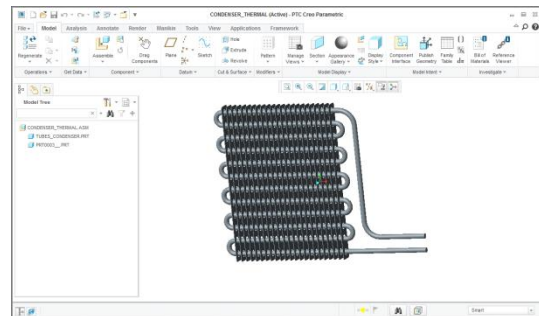 CONDENSER_THERMAL (Active) - PTC Creo Parametric
File Model Analysis Annotate Render Manikin Tools View Applications Framework
Regenerate
Assemble
Drag Components
Plane
Sketch
Hole
Extrude
Revolve
Pattern
Manage Views
Section
Appearance Gallery
Display Style
Component Interface
Publish Geometry
Family Table
Bill of Materials
Reference Viewer
Operations Get Data Component Datum Cut & Surface Modifiers Model Display Model Intent Investigate
Model Tree
CONDENSER_THERMAL.ASM
TUBES_CONDENSER.PRT
Smart